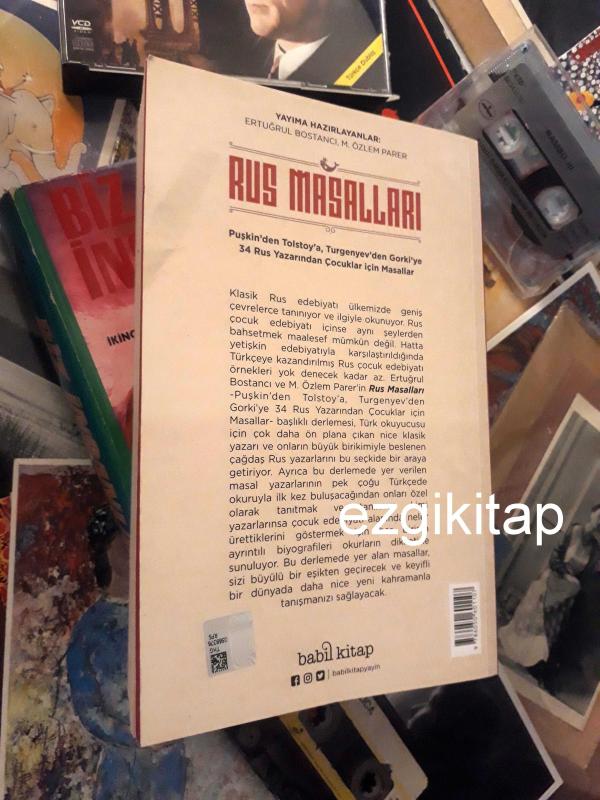 VCD
Türkçe Dublaj
YAYIMA HAZIRLAYANLAR:
ERTUĞRUL BOSTANCI, M. ÖZLEM PARER
RUS MASALLARI
Puşkin'den Tolstoy'a, Turgenyev'den Gorki'ye
34 Rus Yazarından Çocuklar için Masallar
Klasik Rus edebiyatı ülkemizde geniş
çevrelerce tanınıyor ve ilgiyle okunuyor. Rus
çocuk edebiyatı içinse aynı şeylerden
bahsetmek maalesef mümkün değil. Hatta
yetişkin edebiyatıyla karşılaştırıldığında
Türkçeye kazandırılmış Rus çocuk edebiyatı
örnekleri yok denecek kadar az. Ertuğrul
Bostancı ve M. Özlem Parer'in Rus Masalları
-Puşkin'den Tolstoy'a, Turgenyev'den
Gorki'ye 34 Rus Yazarından Çocuklar için
Masallar- başlıklı derlemesi, Türk okuyucusu
için çok daha ön plana çıkan nice klasik
yazarı ve onların büyük birikimiyle beslenen
çağdaş Rus yazarlarını bu seçkide bir araya
getiriyor. Ayrıca bu derlemede yer verilen
masal yazarlarının pek çoğu Türkçede
okuruyla ilk kez buluşacağından onları özel
olarak tanıtmak
yazarlarınsa çocuk
ürettiklerini göstermek
ayrıntılı biyografileri okurların
sunuluyor. Bu derlemede yer alan masallar,
sizi büyülü bir eşikten geçirecek ve keyifli
bir dünyada daha nice yeni kahramanla
tanışmanızı sağlayacak.
ezgikitap
babil kitap
babilkitapyayin
BİZ
İN